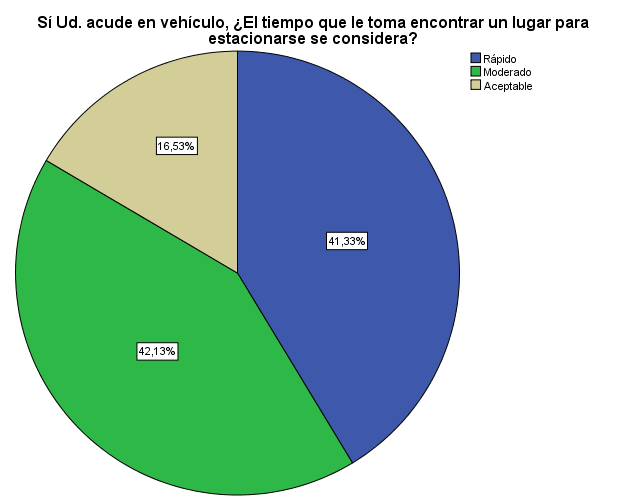 Sí Ud. acude en vehículo, ¿El tiempo que le toma encontrar un lugar para
estacionarse se considera?
Rápido
Moderado
Aceptable
16,53%
41,33%
42,13%